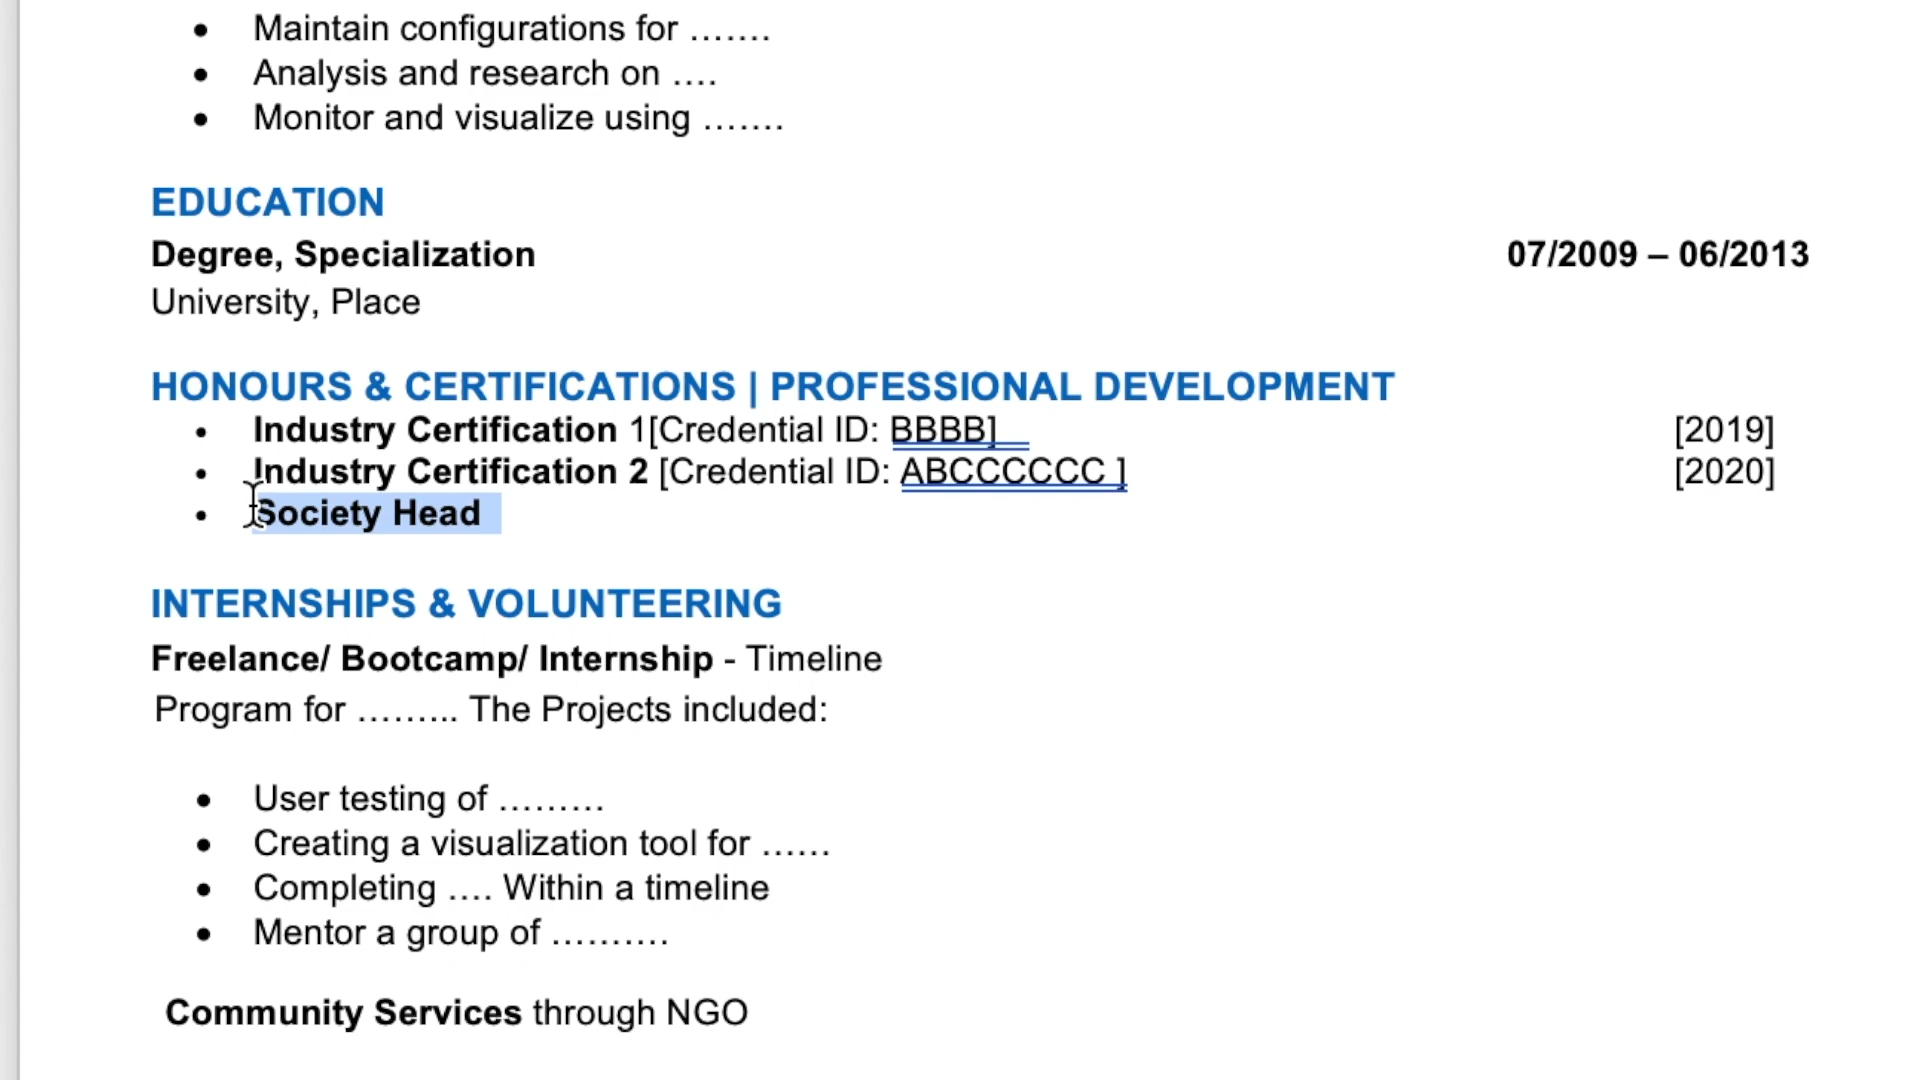 • Maintain configurations for …….
• Analysis and research on ….
• Monitor and visualize using …….
EDUCATION
Degree, Specialization 07/2009 – 06/2013
University, Place
HONOURS & CERTIFICATIONS | PROFESSIONAL DEVELOPMENT
• Industry Certification 1[Credential ID: BBBB] [2019]
• Industry Certification 2 [Credential ID: ABCCCCCC ] [2020]
• Society Head
INTERNSHIPS & VOLUNTEERING
Freelance/ Bootcamp/ Internship - Timeline
Program for ……... The Projects included:
• User testing of ………
• Creating a visualization tool for ……
• Completing …. Within a timeline
• Mentor a group of ……….
Community Services through NGO